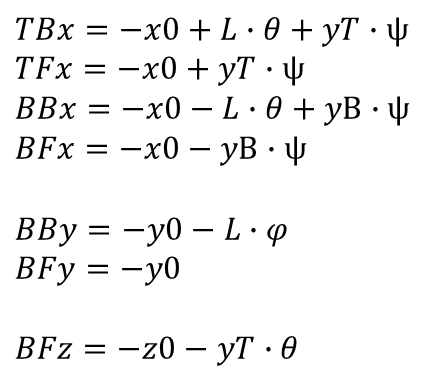 TBx = −x0 + L · θ + yT · ψ
TFx = −x0 + yT · ψ
BBx = −x0 − L · θ + yB · ψ
BFx = −x0 − yB · ψ
BBy = −y0 − L · φ
BFy = −y0
BFz = −z0 − yT · θ